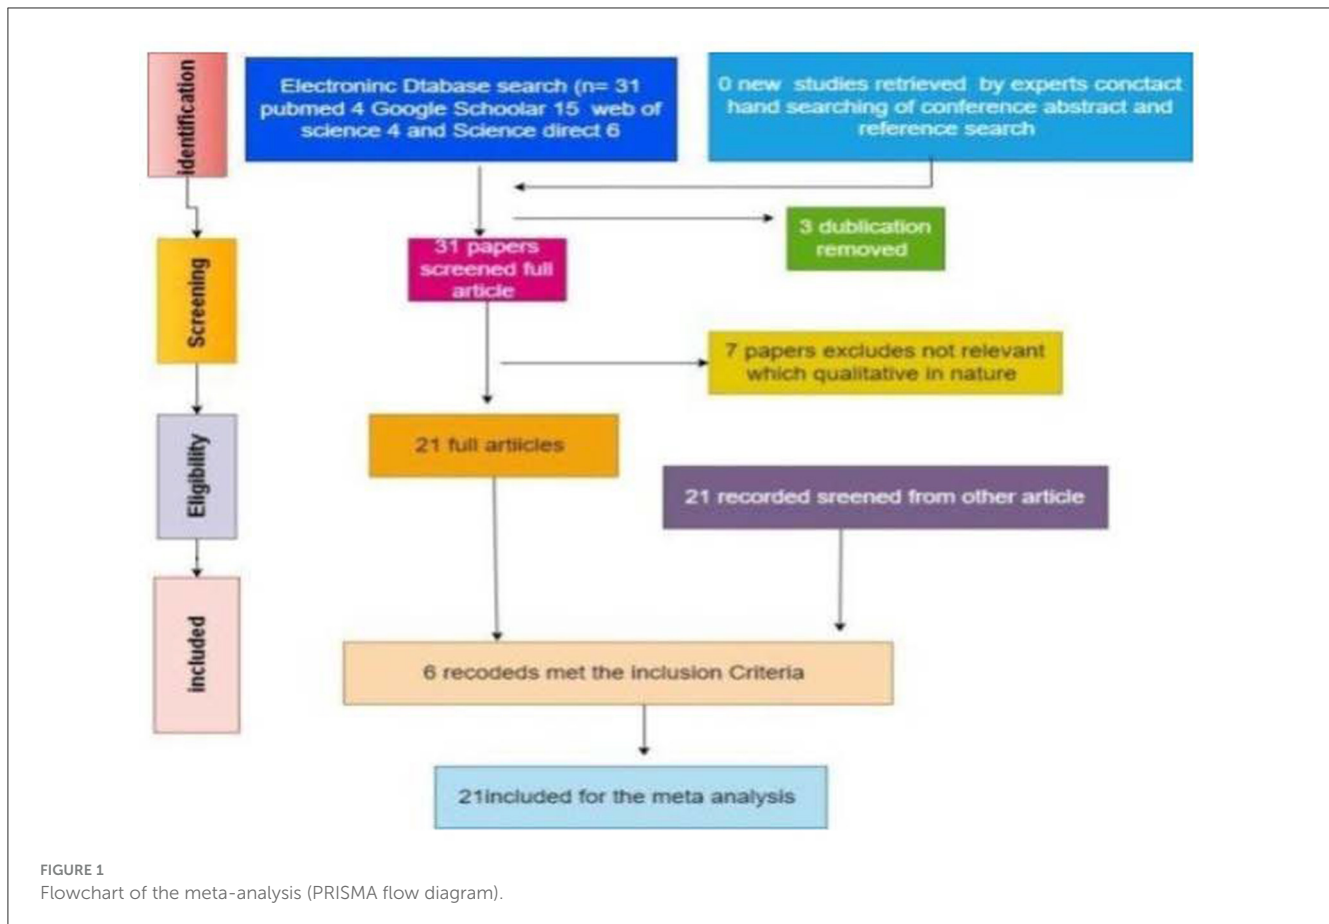 identification
Electroninc Dtabase search (n= 31
pubmed 4 Google Schoolar 15 web of
science 4 and Science direct 6
0 new studies retrieved by experts conctact
hand searching of conference abstract and
reference search
3 dublication
removed
Screening
31 papers
screened full
article
7 papers excludes not relevant
which qualitative in nature
Eligibility
21 full artiicles
21 recorded sreened from other article
included
6 recodeds met the inclusion Criteria
21included for the meta analysis
FIGURE 1
Flowchart of the meta-analysis (PRISMA flow diagram).